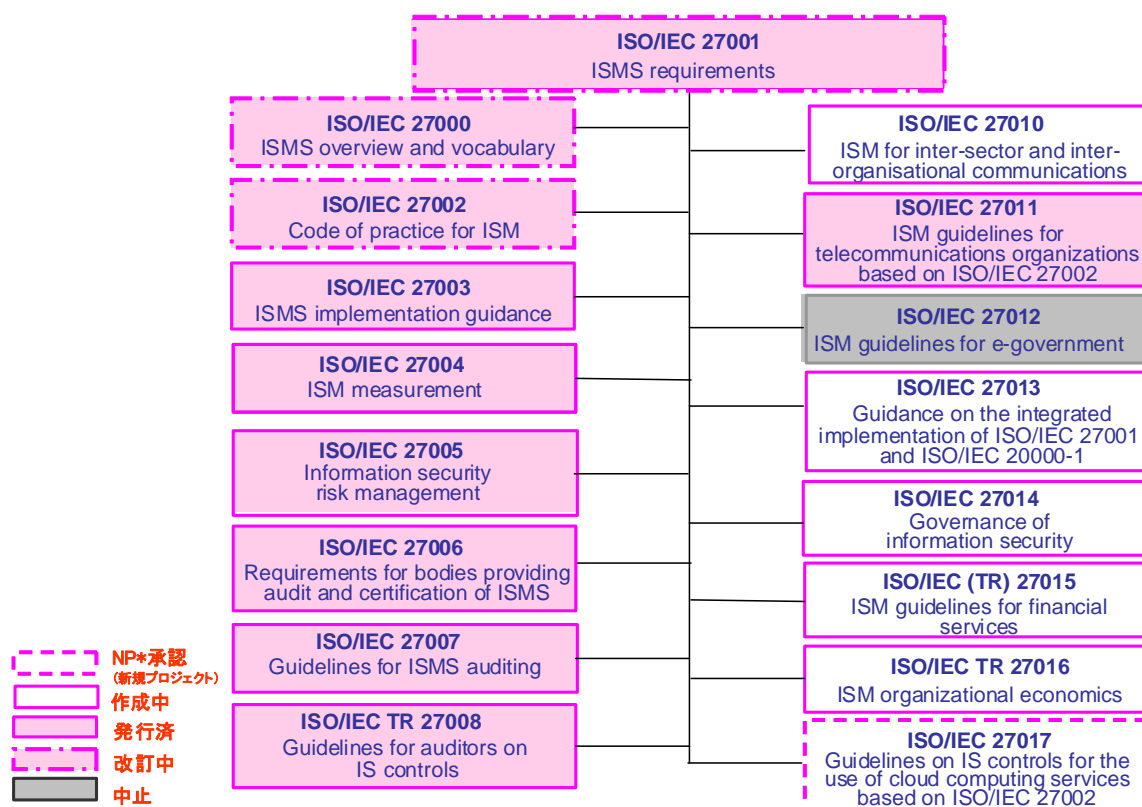 ISO/IEC 27001
ISMS requirements
ISO/IEC 27000
ISMS overview and vocabulary
ISO/IEC 27002
Code of practice for ISM
ISO/IEC 27003
ISMS implementation guidance
ISO/IEC 27004
ISM measurement
ISO/IEC 27005
Information security
risk management
ISO/IEC 27006
Requirements for bodies providing
audit and certification of ISMS
ISO/IEC 27007
Guidelines for ISMS auditing
ISO/IEC TR 27008
Guidelines for auditors on
IS controls
ISO/IEC 27010
ISM for inter-sector and inter-
organisational communications
ISO/IEC 27011
ISM guidelines for
telecommunications organizations
based on ISO/IEC 27002
ISO/IEC 27012
ISM guidelines for e-government
ISO/IEC 27013
Guidance on the integrated
implementation of ISO/IEC 27001
and ISO/IEC 20000-1
ISO/IEC 27014
Governance of
information security
ISO/IEC (TR) 27015
ISM guidelines for financial
services
ISO/IEC TR 27016
ISM organizational economics
ISO/IEC 27017
Guidelines on IS controls for the
use of cloud computing services
based on ISO/IEC 27002
NP*承認
(新規プロジェクト)
作成中
発行済
改訂中
中止